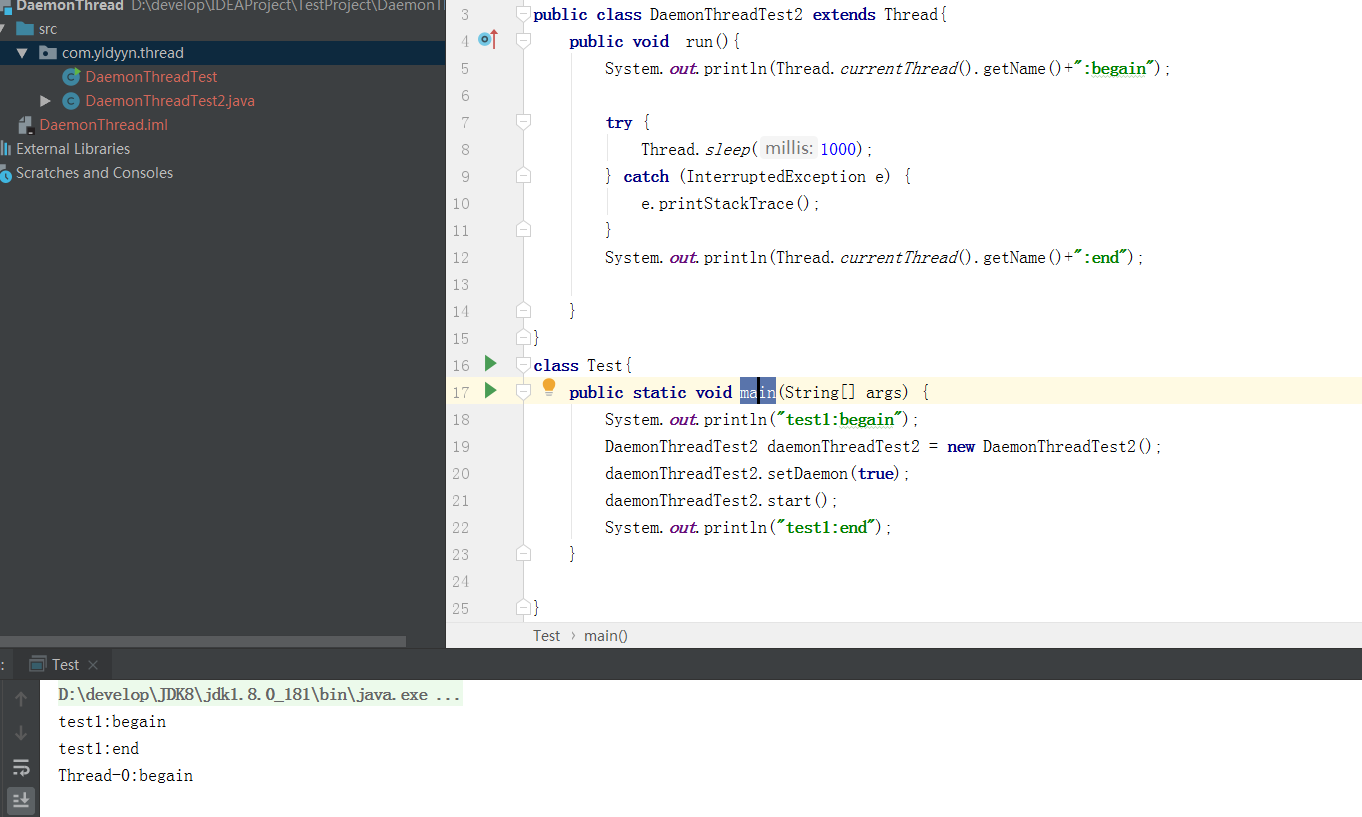 DaemonThread D:\develop\IDEAProject\TestProject\DaemonT
src
com.yldyyn.thread
DaemonThreadTest
DaemonThreadTest2.java
DaemonThread.iml
External Libraries
Scratches and Consoles
3 public class DaemonThreadTest2 extends Thread{
4 public void run(){
5 System.out.println(Thread.currentThread().getName()+":begain");
6
7 try {
8 Thread.sleep( millis: 1000);
9 } catch (InterruptedException e) {
10 e.printStackTrace();
11 }
12 System.out.println(Thread.currentThread().getName()+":end");
13
14 }
15 }
16 class Test{
17 public static void main(String[] args) {
18 System.out.println("test1:begain");
19 DaemonThreadTest2 daemonThreadTest2 = new DaemonThreadTest2();
20 daemonThreadTest2.setDaemon(true);
21 daemonThreadTest2.start();
22 System.out.println("test1:end");
23 }
24
25 }
Test › main()
: Test ×
D:\develop\JDK8\jdk1.8.0_181\bin\java.exe ...
test1:begain
test1:end
Thread-0:begain